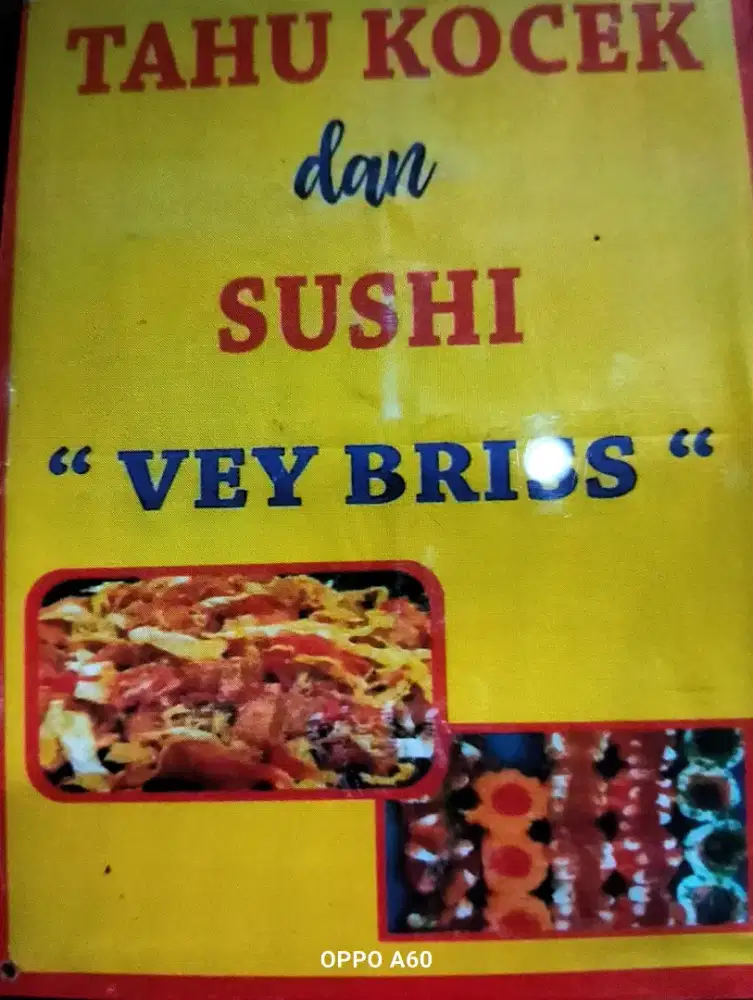 TAHU KOCEK
dan
SUSHI
“ VEY BRISS “
OPPO A60